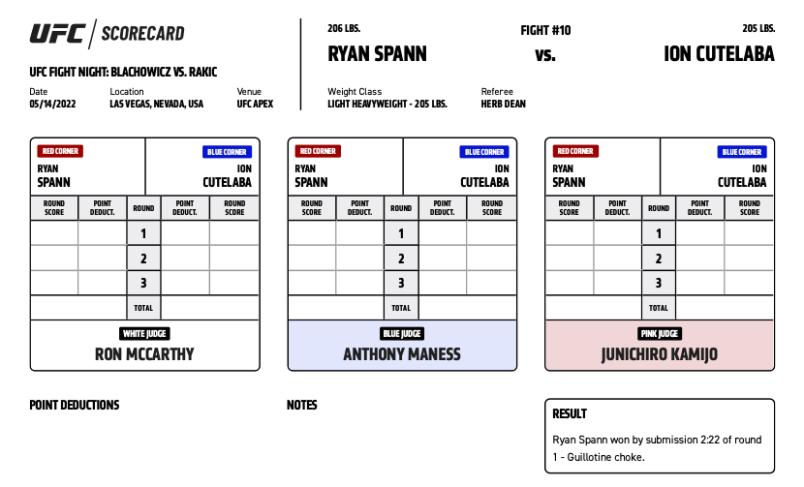 UFC / SCORECARD
UFC FIGHT NIGHT: BLACHOWICZ VS. RAKIC
Date Location Venue
05/14/2022 LAS VEGAS, NEVADA, USA UFC APEX
206 LBS. FIGHT #10 205 LBS.
RYAN SPANN VS. ION CUTELABA
Weight Class Referee
LIGHT HEAVYWEIGHT - 205 LBS. HERB DEAN
RED CORNER BLUE CORNER
RYAN ION
SPANN CUTELABA
ROUND POINT ROUND POINT ROUND
SCORE DEDUCT. DEDUCT. SCORE
1
2
3
TOTAL
WHITE JUDGE
RON MCCARTHY
RED CORNER BLUE CORNER
RYAN ION
SPANN CUTELABA
ROUND POINT ROUND POINT ROUND
SCORE DEDUCT. DEDUCT. SCORE
1
2
3
TOTAL
BLUE JUDGE
ANTHONY MANESS
RED CORNER BLUE CORNER
RYAN ION
SPANN CUTELABA
ROUND POINT ROUND POINT ROUND
SCORE DEDUCT. DEDUCT. SCORE
1
2
3
TOTAL
PINK JUDGE
JUNICHIRO KAMIJO
POINT DEDUCTIONS
NOTES
RESULT
Ryan Spann won by submission 2:22 of round
1 - Guillotine choke.